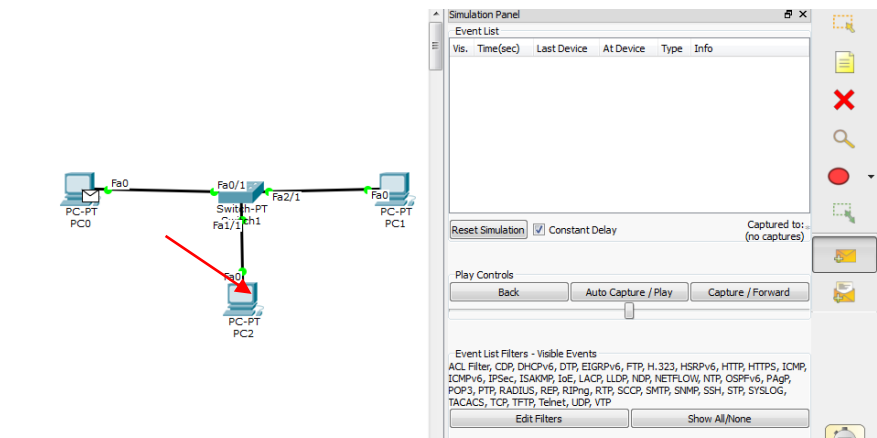 Simulation Panel
Event List
Vis. Time(sec) Last Device At Device Type Info
Fa0
PC-PT
PC0
Fa0/1
Fa2/1
Switch-PT
Fa1/1
Fa0
PC-PT
PC1
Fa0
PC-PT
PC2
Reset Simulation Constant Delay Captured to:
(no captures)
Play Controls
Back Auto Capture / Play Capture / Forward
Event List Filters - Visible Events
ACL Filter, CDP, DHCPv6, DTP, EIGRPv6, FTP, H.323, HSRPv6, HTTP, HTTPS, ICMP,
ICMPv6, IPSec, ISAKMP, IoE, LACP, LLDP, NDP, NETFLOW, NTP, OSPFv6, PAgP,
POP3, PTP, RADIUS, REP, RIPng, RTP, SCCP, SMTP, SNMP, SSH, STP, SYSLOG,
TACACS, TCP, TFTP, Telnet, UDP, VTP
Edit Filters Show All/None